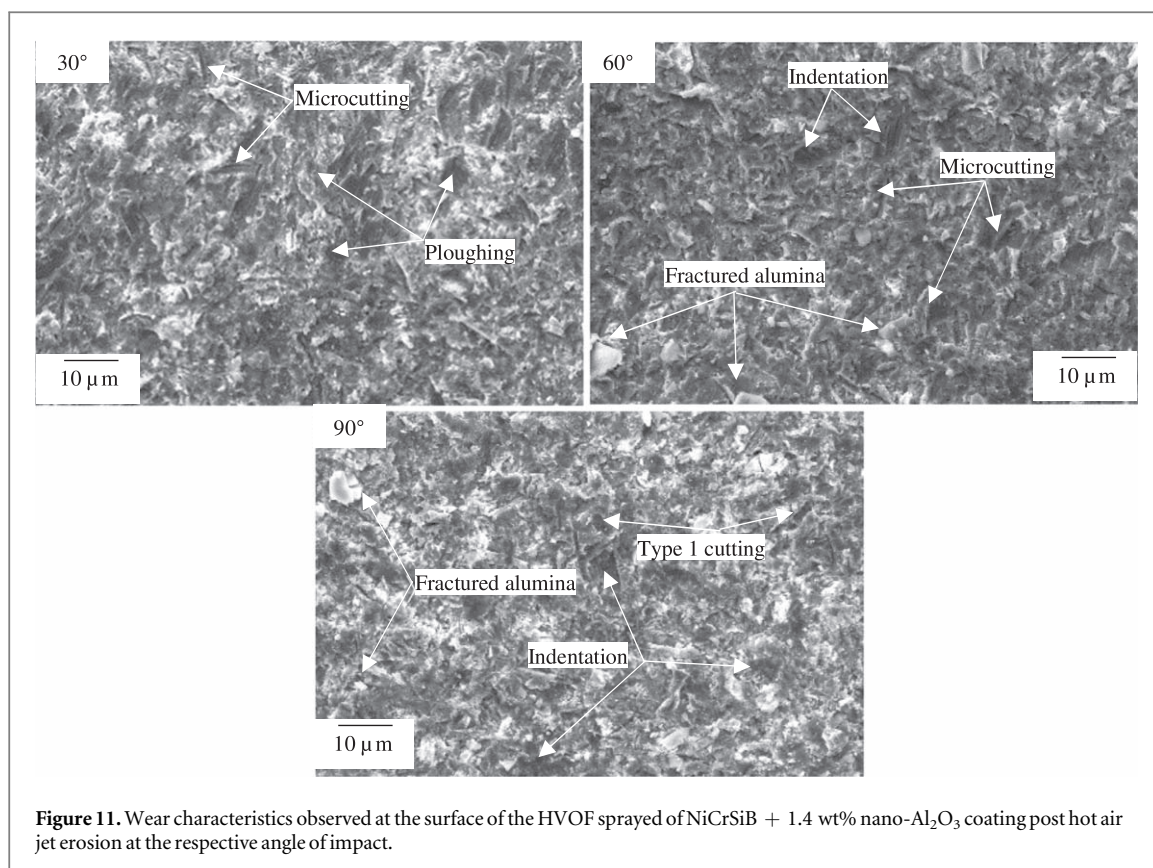 30°
Microcutting
Ploughing
10 µm
60°
Indentation
Microcutting
Fractured alumina
10 µm
90°
Type 1 cutting
Fractured alumina
Indentation
10 µm
Figure 11. Wear characteristics observed at the surface of the HVOF sprayed of NiCrSiB + 1.4 wt% nano-Al₂O₃ coating post hot air
jet erosion at the respective angle of impact.